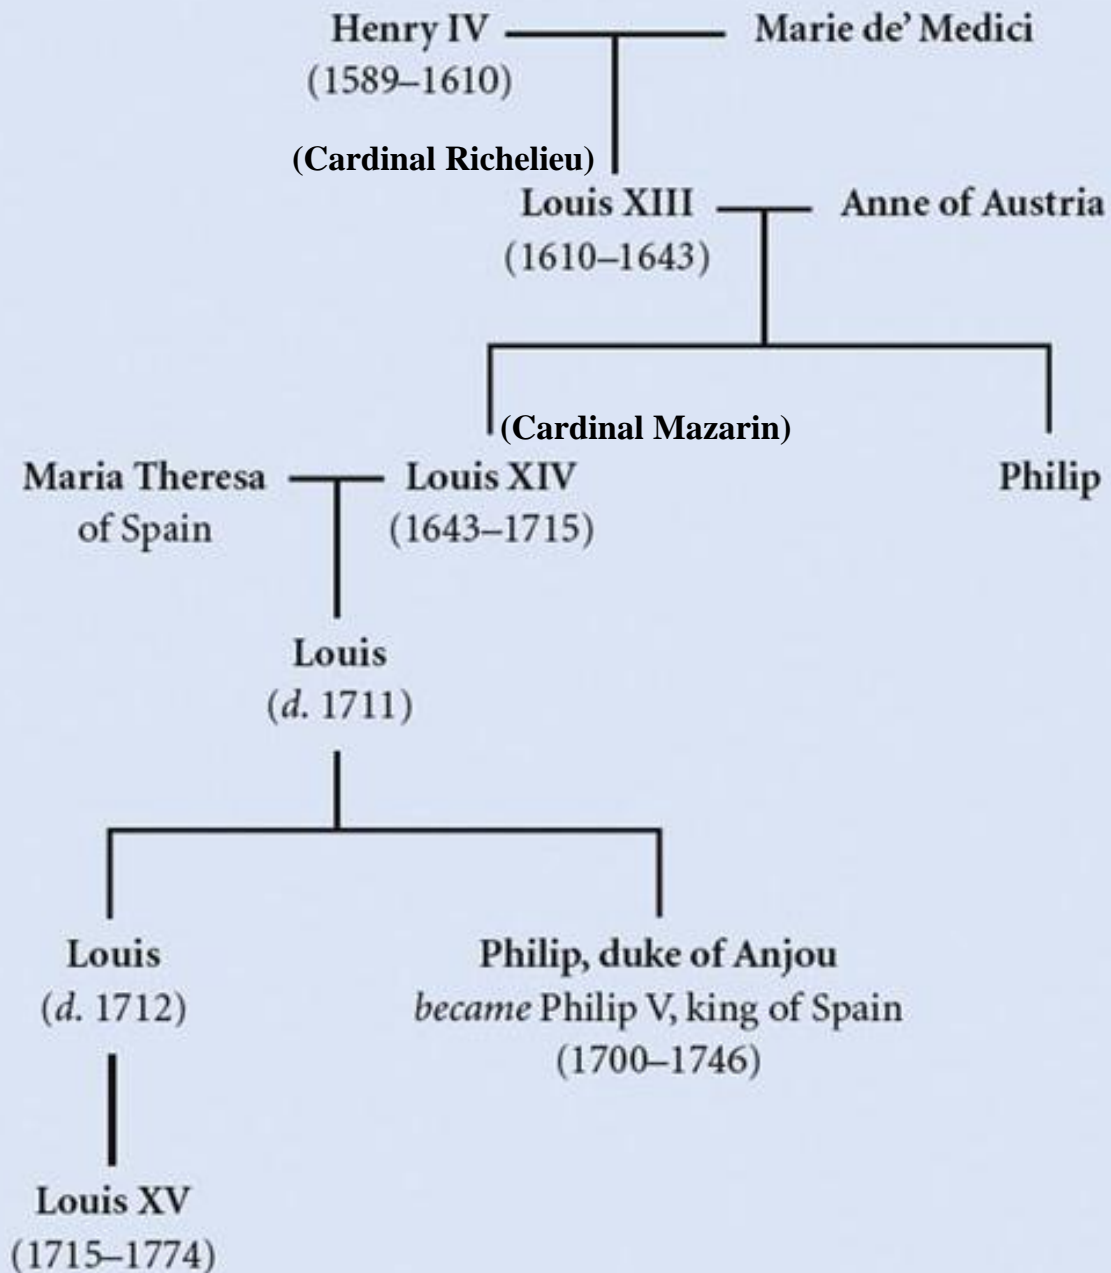 Henry IV
Marie de’ Medici
(1589–1610)
(Cardinal Richelieu)
Louis XIII
Anne of Austria
(1610–1643)
(Cardinal Mazarin)
Maria Theresa
of Spain
Louis XIV
(1643–1715)
Philip
Louis
(d. 1711)
Louis
(d. 1712)
Philip, duke of Anjou
became Philip V, king of Spain
(1700–1746)
Louis XV
(1715–1774)